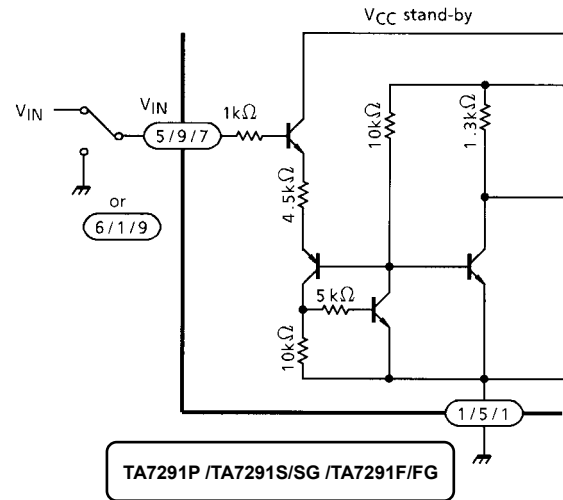 VCC stand-by
VIN
VIN
5/9/7
1kΩ
10kΩ
1.3kΩ
or
6/1/9
4.5kΩ
5kΩ
10kΩ
1/5/1
TA7291P /TA7291S/SG /TA7291F/FG